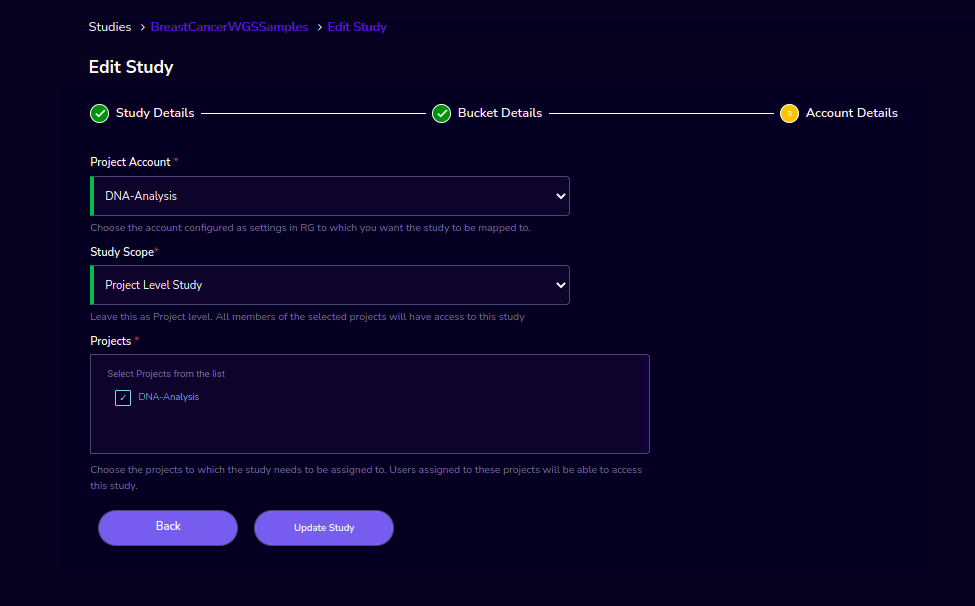 Studies > BreastCancerWGSSamples > Edit Study
Edit Study
Study Details Bucket Details 3 Account Details
Project Account *
DNA-Analysis
Choose the account configured as settings in RG to which you want the study to be mapped to.
Study Scope*
Project Level Study
Leave this as Project level. All members of the selected projects will have access to this study
Projects *
Select Projects from the list
DNA-Analysis
Choose the projects to which the study needs to be assigned to. Users assigned to these projects will be able to access
this study.
Back Update Study